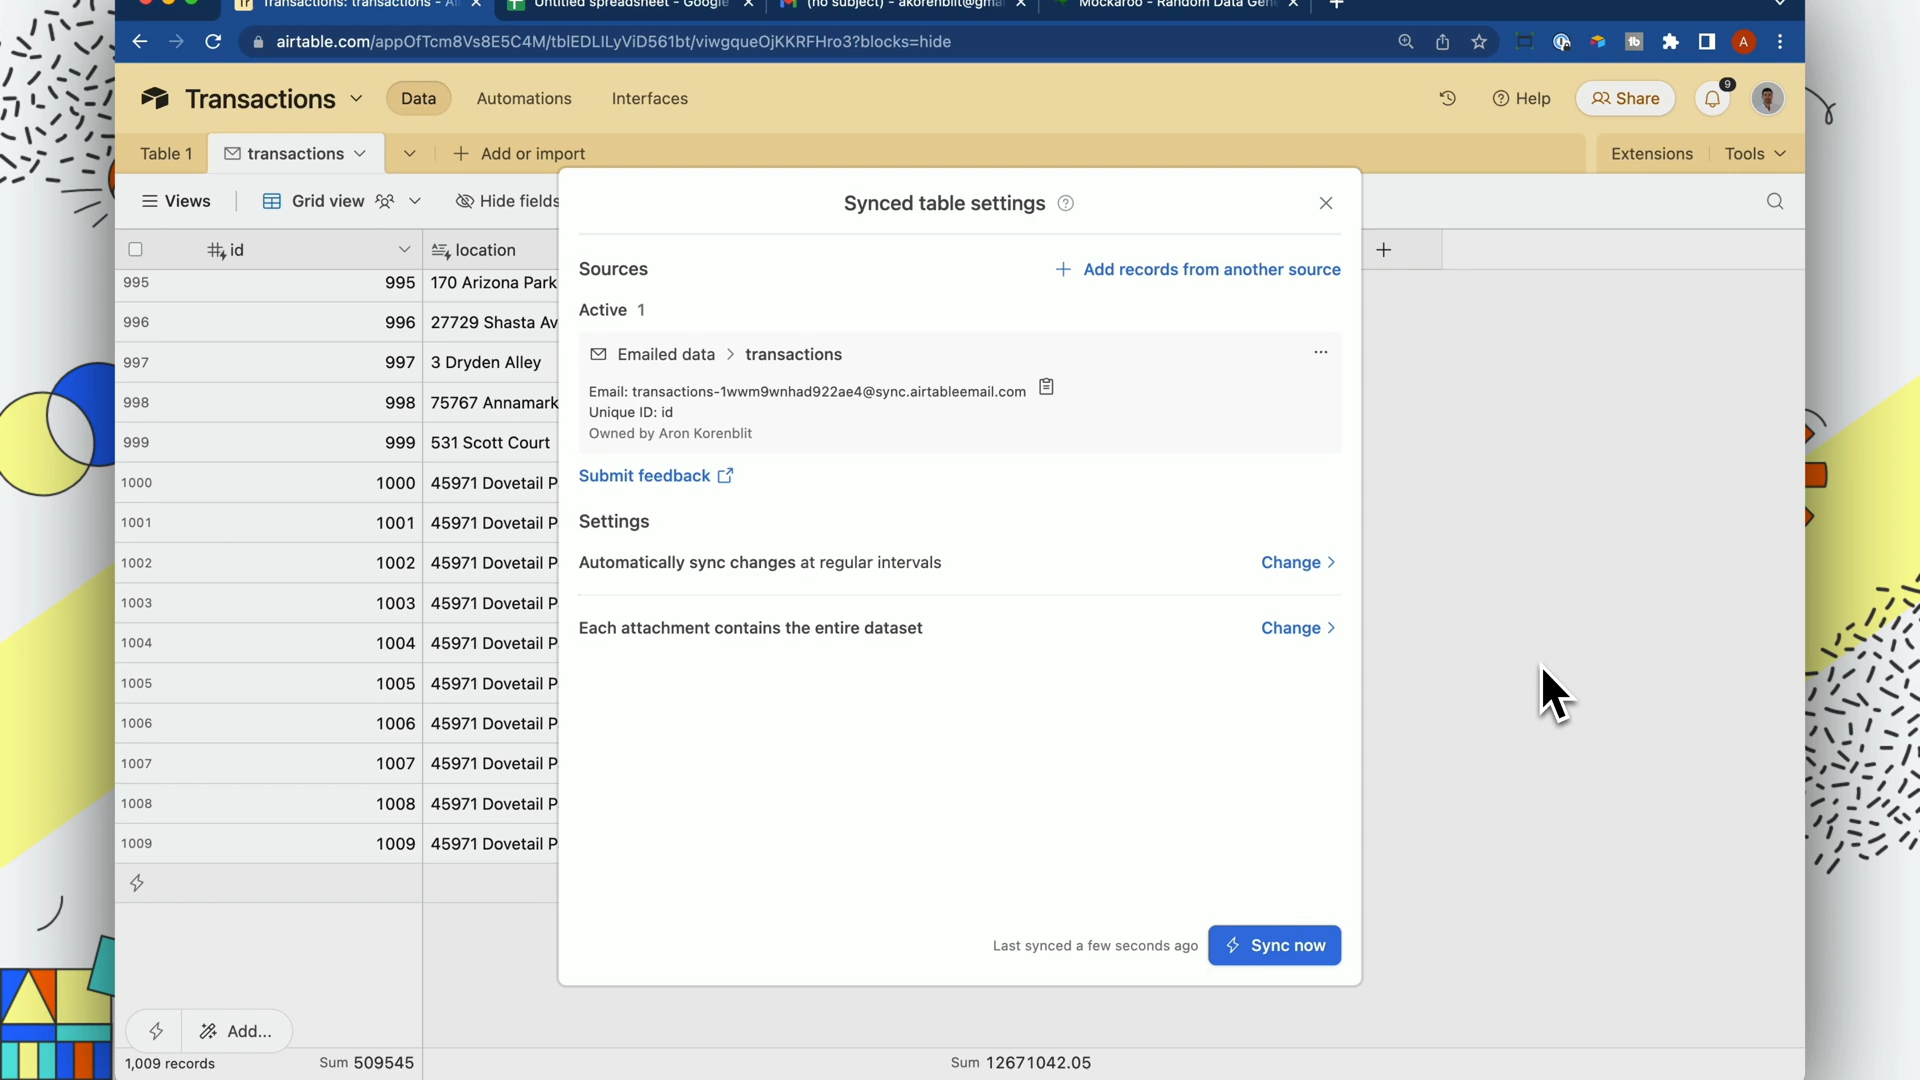 Transactions: transactions - Ai
Untitled spreadsheet - Google
(no subject) - akorenblit@gma
Mockaroo - Random Data Gene
airtable.com/appOfTcm8Vs8E5C4M/tblEDLlLyViD561bt/viwgqueOjKKRFHro3?blocks=hide
A
Transactions
Data
Automations
Interfaces
Help
Share
9
Table 1
transactions
Add or import
Extensions
Tools
Views
Grid view
Hide fields
id
location
995 995 170 Arizona Park
996 996 27729 Shasta Av
997 997 3 Dryden Alley
998 998 75767 Annamark
999 999 531 Scott Court
1000 1000 45971 Dovetail P
1001 1001 45971 Dovetail P
1002 1002 45971 Dovetail P
1003 1003 45971 Dovetail P
1004 1004 45971 Dovetail P
1005 1005 45971 Dovetail P
1006 1006 45971 Dovetail P
1007 1007 45971 Dovetail P
1008 1008 45971 Dovetail P
1009 1009 45971 Dovetail P
Add...
1,009 records
Sum 509545
Sum 12671042.05
Synced table settings
Sources
Add records from another source
Active 1
Emailed data > transactions
Email: transactions-1wwm9wnhad922ae4@sync.airtableemail.com
Unique ID: id
Owned by Aron Korenblit
Submit feedback
Settings
Automatically sync changes at regular intervals
Change
Each attachment contains the entire dataset
Change
Last synced a few seconds ago
Sync now